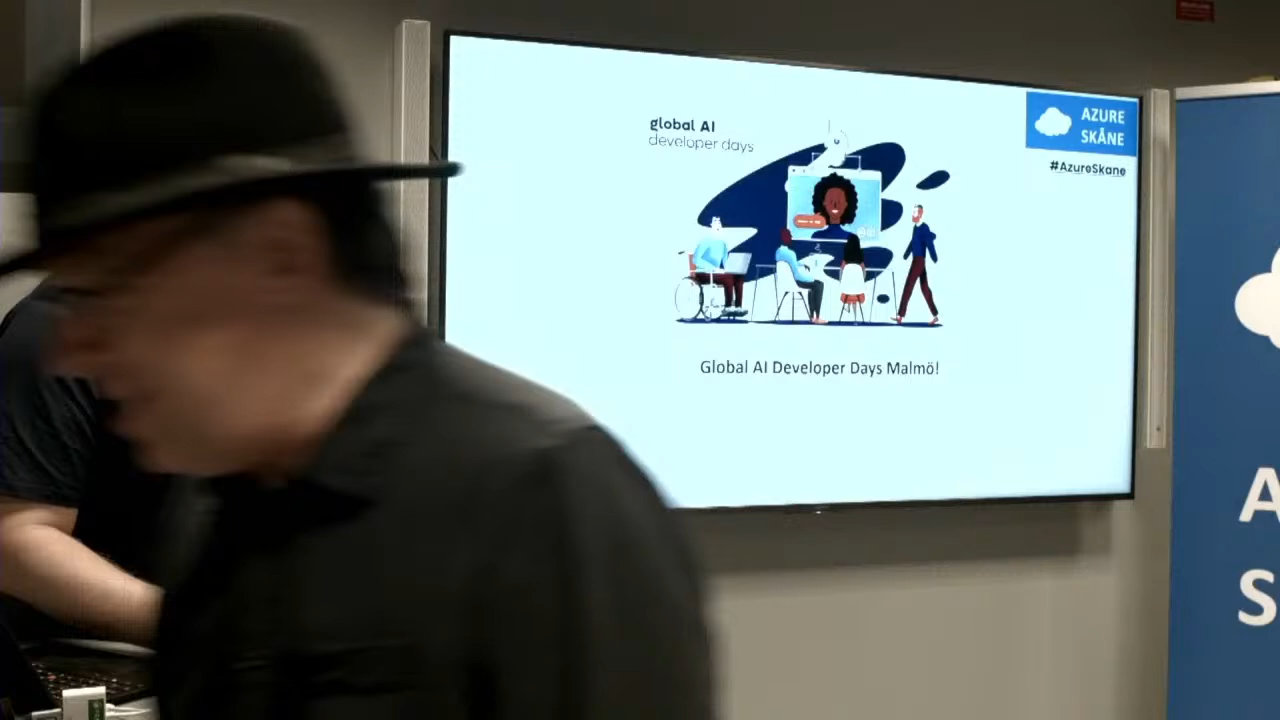 global AI
developer days
AZURE
SKÅNE
#AzureSkane
Global AI Developer Days Malmö!
A
S